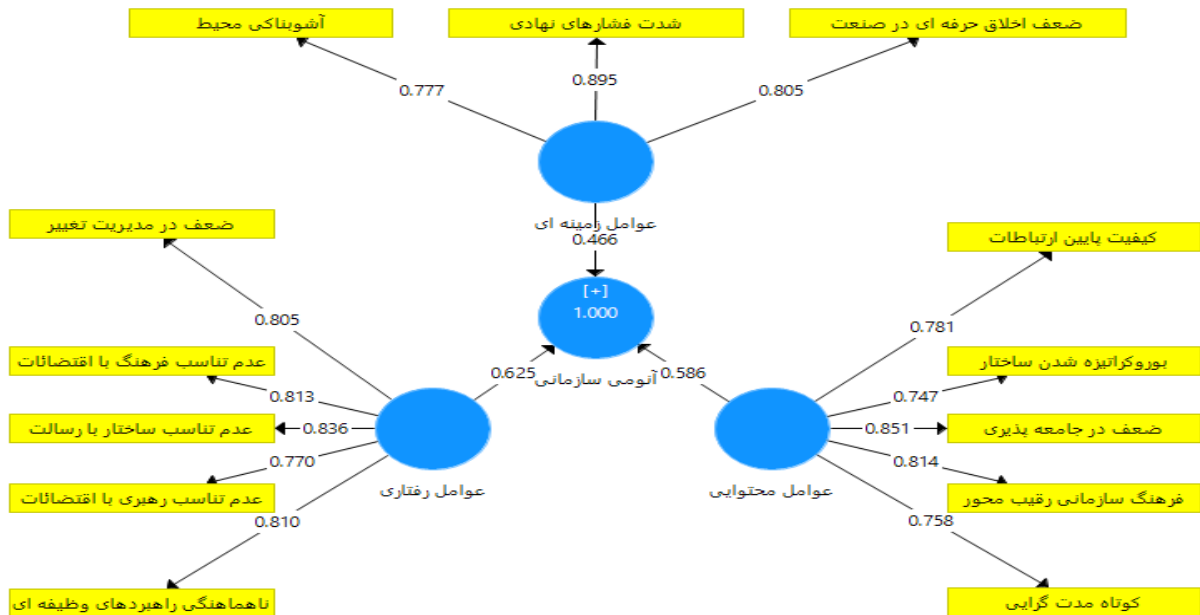 آشوبناکی محیط
شدت فشارهای نهادی
ضعف اخلاق حرفه ای در صنعت
0.777
0.895
0.805
عوامل زمینه ای
0.466
ضعف در مدیریت تغییر
کیفیت پایین ارتباطات
[+]
1.000
آنومی سازمانی
0.805
0.781
عدم تناسب فرهنگ با اقتضائات
بوروکراتیزه شدن ساختار
0.625
0.586
0.813
0.747
عدم تناسب ساختار با رسالت
0.836
0.851
ضعف در جامعه پذیری
0.770
0.814
عدم تناسب رهبری با اقتضائات
عوامل رفتاری
عوامل محتوایی
فرهنگ سازمانی رقیب محور
0.810
0.758
ناهماهنگی راهبردهای وظیفه ای
کوتاه مدت گرایی